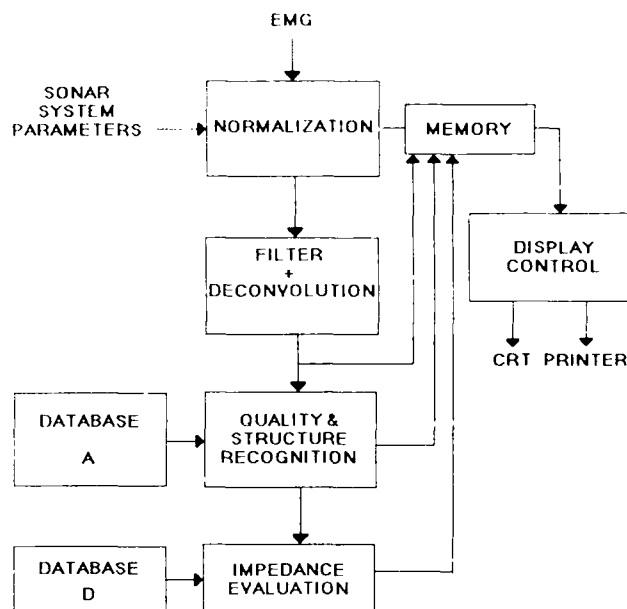 EMG
SONAR
SYSTEM
PARAMETERS
NORMALIZATION
MEMORY
FILTER
+
DECONVOLUTION
DISPLAY
CONTROL
CRT PRINTER
DATABASE
A
QUALITY &
STRUCTURE
RECOGNITION
DATABASE
D
IMPEDANCE
EVALUATION